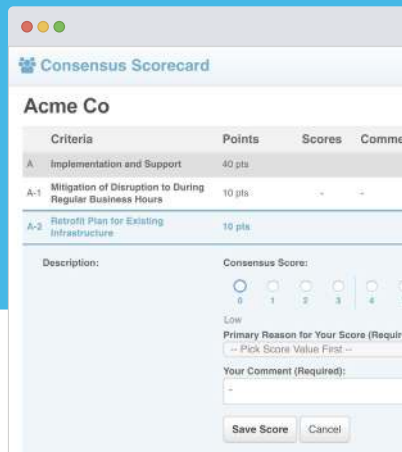 Consensus Scorecard
Acme Co
Criteria Points Scores Comme
A Implementation and Support 40 pts
A-1 Mitigation of Disruption to During
Regular Business Hours 10 pts - -
A-2 Retrofit Plan for Existing
Infrastructure 10 pts
Description: Consensus Score:
0 1 2 3 4
Low
Primary Reason for Your Score (Requir
-- Pick Score Value First --
Your Comment (Required):
-
Save Score Cancel